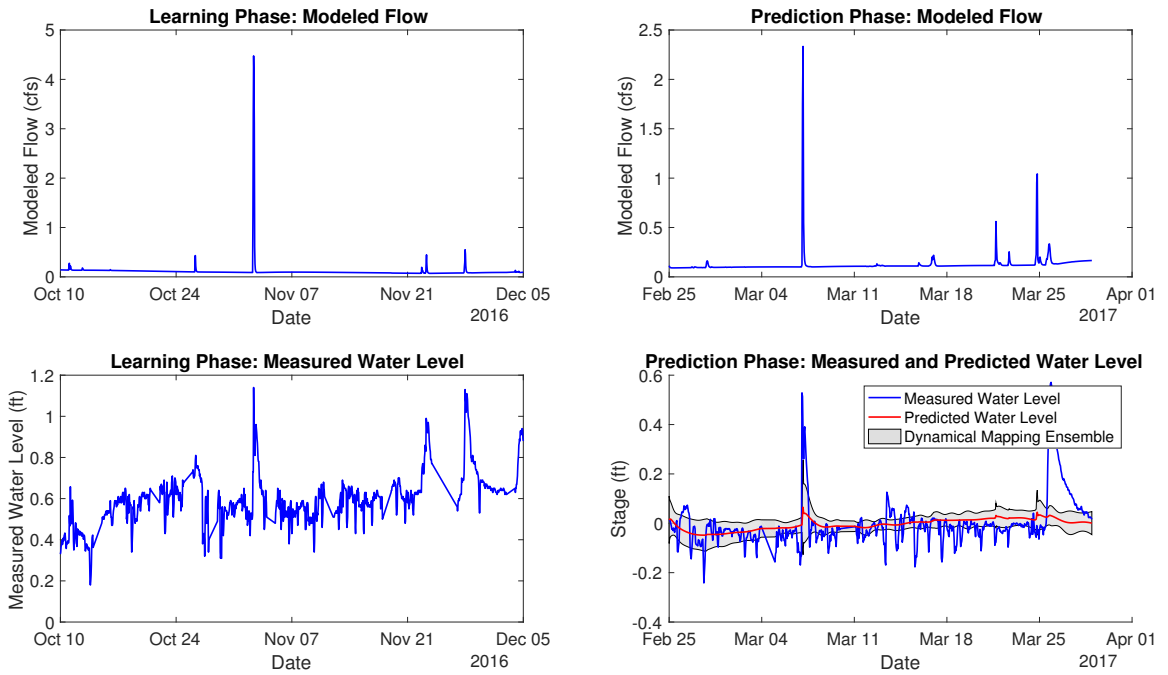 Learning Phase: Modeled Flow
Modeled Flow (cfs)
5
4
3
2
1
0
Oct 10
Oct 24
Nov 07
Nov 21
Dec 05
Date
2016
Prediction Phase: Modeled Flow
Modeled Flow (cfs)
2.5
2
1.5
1
0.5
0
Feb 25
Mar 04
Mar 11
Mar 18
Mar 25
Apr 01
Date
2017
Learning Phase: Measured Water Level
Measured Water Level (ft)
1.2
1
0.8
0.6
0.4
0.2
0
Oct 10
Oct 24
Nov 07
Nov 21
Dec 05
Date
2016
Prediction Phase: Measured and Predicted Water Level
Stage (ft)
0.6
0.4
0.2
0
-0.2
-0.4
Measured Water Level
Predicted Water Level
Dynamical Mapping Ensemble
Feb 25
Mar 04
Mar 11
Mar 18
Mar 25
Apr 01
Date
2017